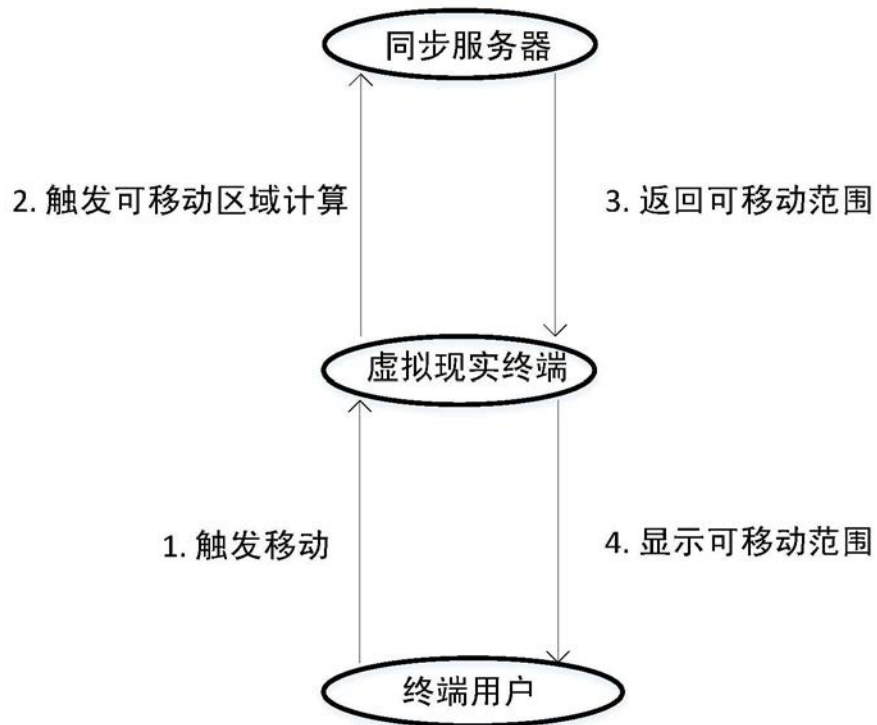 同步服务器
2. 触发可移动区域计算
3. 返回可移动范围
虚拟现实终端
1. 触发移动
4. 显示可移动范围
终端用户